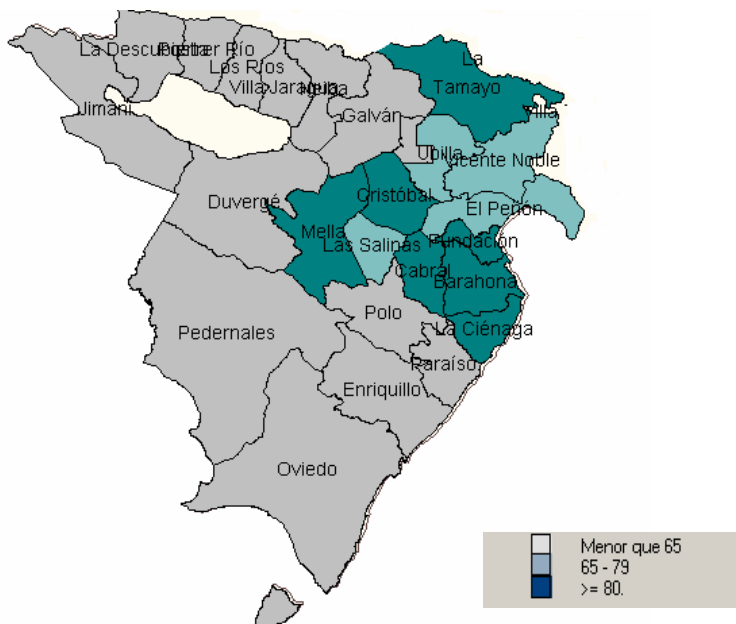 La Descubierta
Postrer Río
La
Los Ríos
Villa Jaragua
Neiba
Tamayo
Jimaní
Galván
Villa
Ubilla
Vicente Noble
Cristóbal
Duvergé
El Peñón
Mella
Las Salinas
Fundación
Cabral
Barahona
Polo
La Ciénaga
Pedernales
Paraíso
Enriquillo
Oviedo
Menor que 65
65 - 79
>= 80.